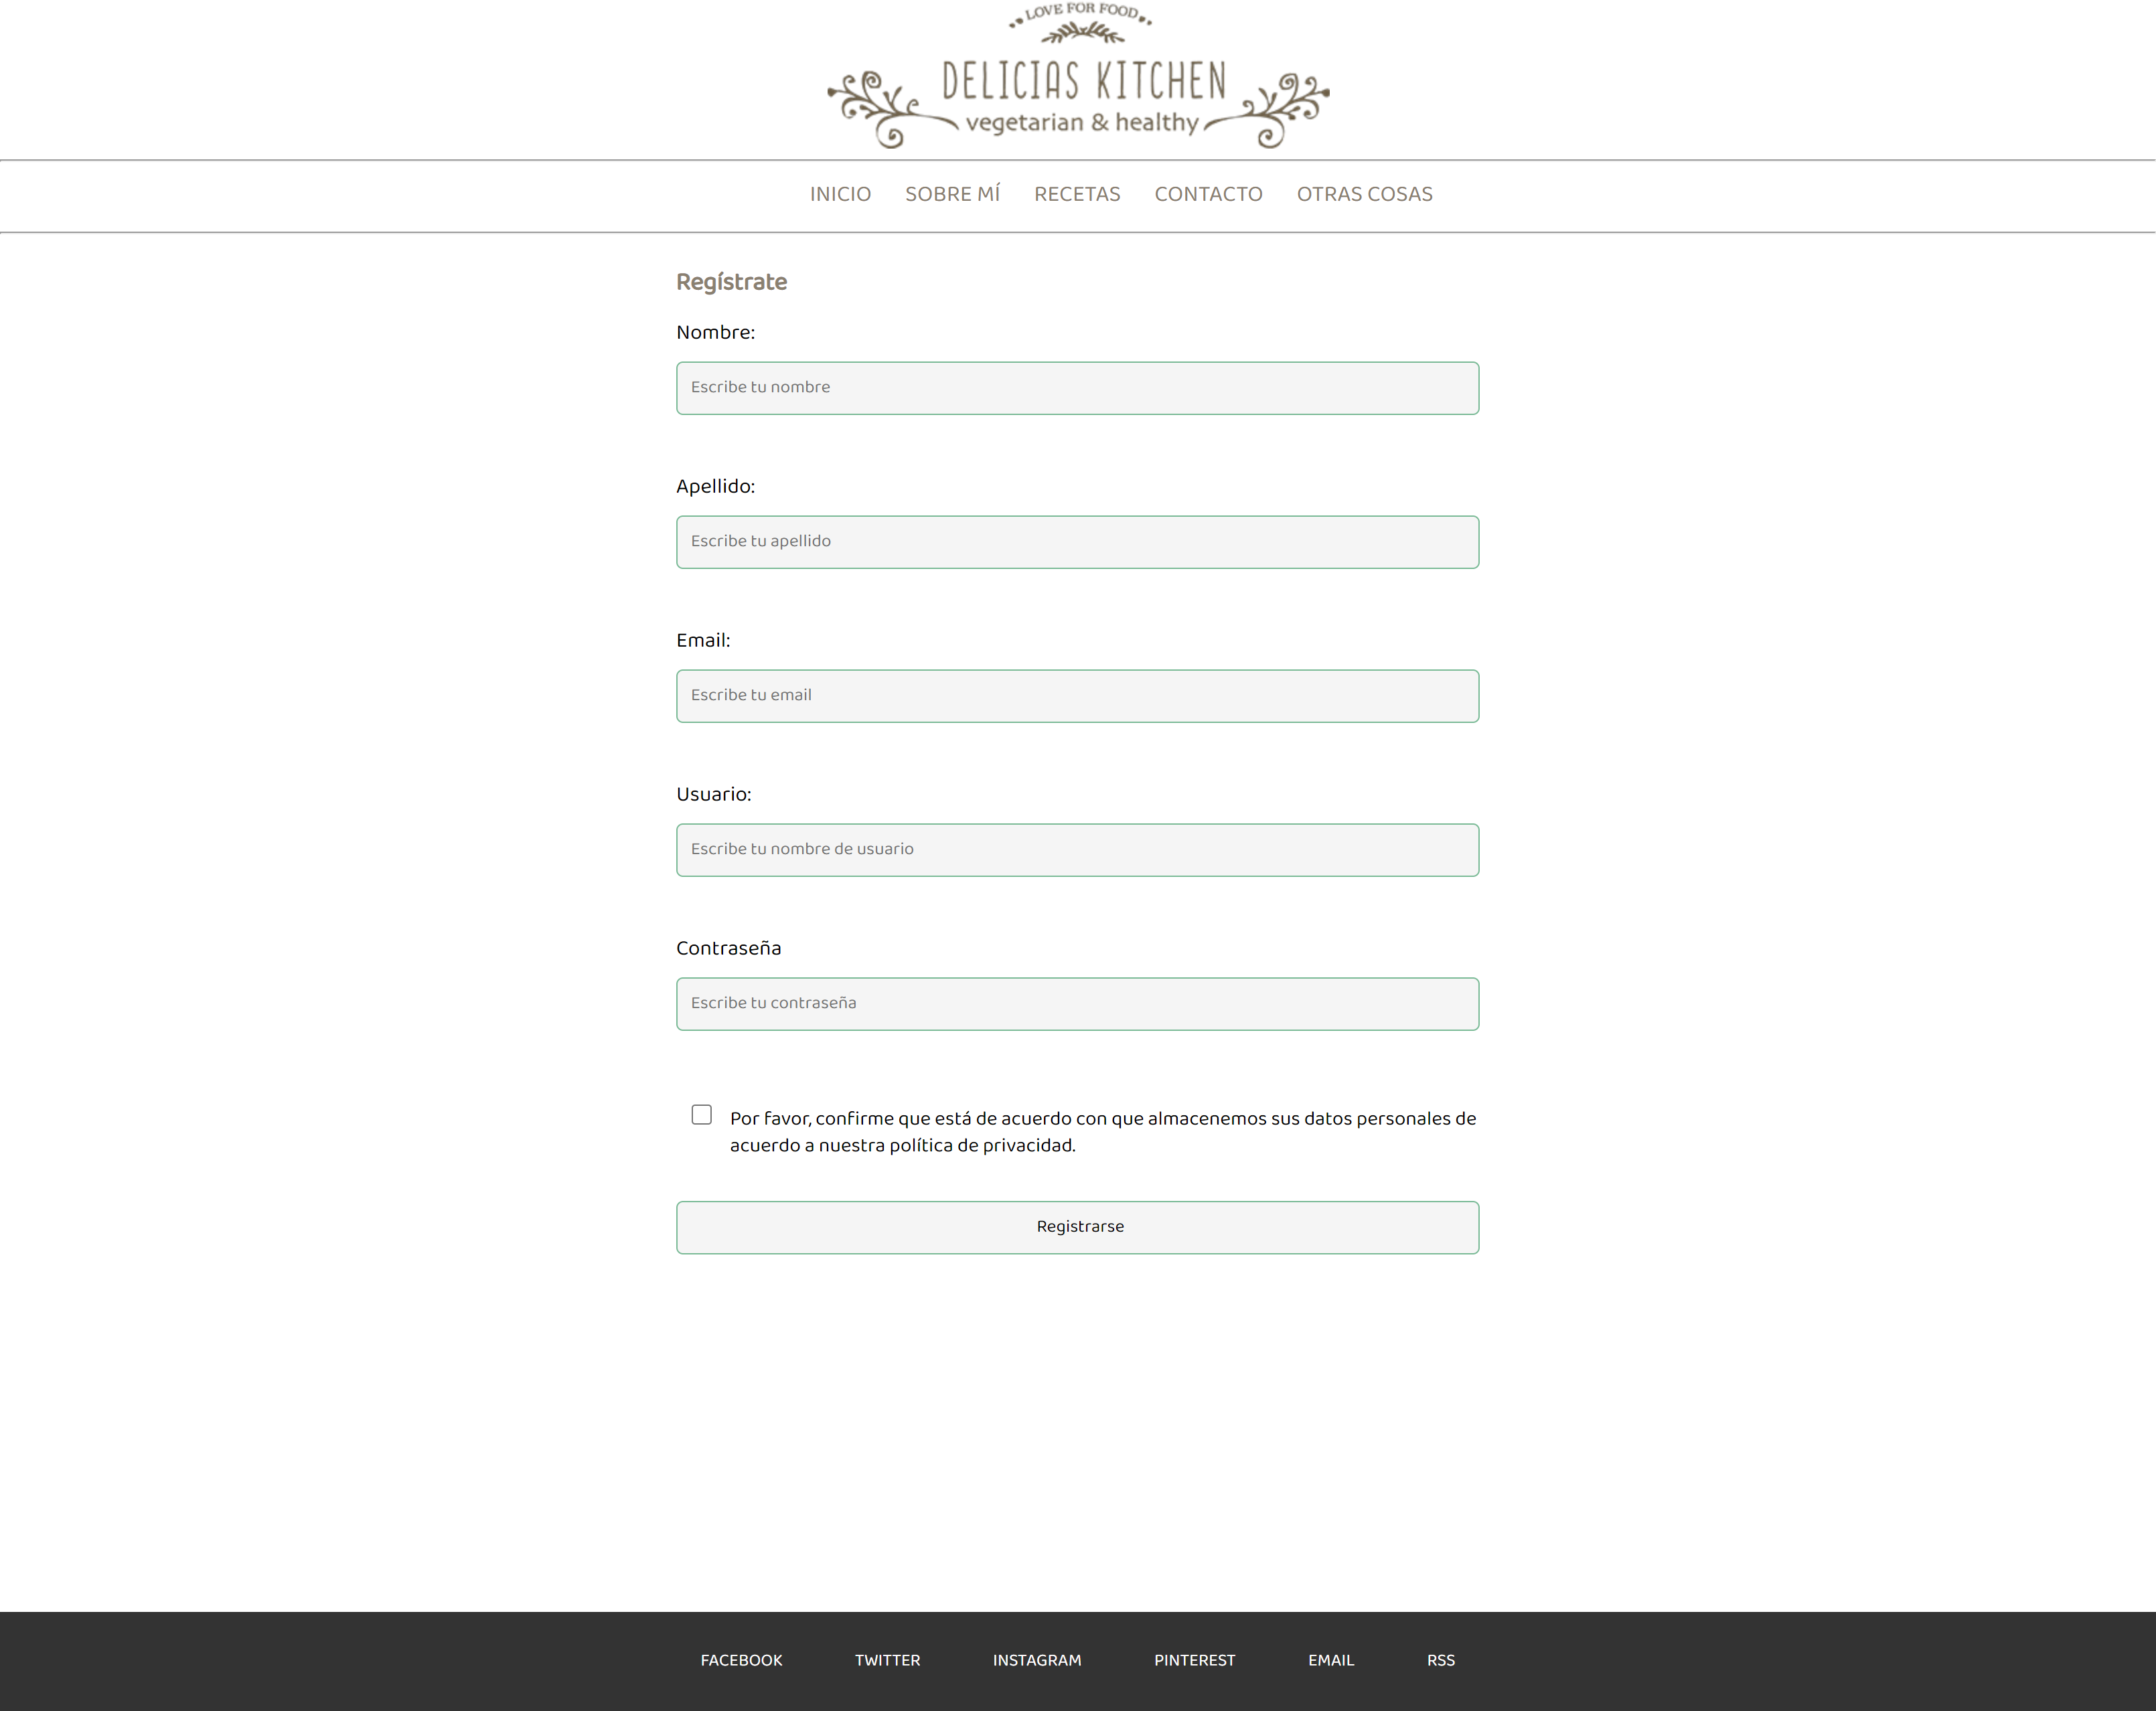 LOVE FOR FOOD
DELICIAS KITCHEN
vegetarian & healthy
INICIO SOBRE MÍ RECETAS CONTACTO OTRAS COSAS
Regístrate
Nombre:
Escribe tu nombre
Apellido:
Escribe tu apellido
Email:
Escribe tu email
Usuario:
Escribe tu nombre de usuario
Contraseña
Escribe tu contraseña
Por favor, confirme que está de acuerdo con que almacenemos sus datos personales de
acuerdo a nuestra política de privacidad.
Registrarse
FACEBOOK TWITTER INSTAGRAM PINTEREST EMAIL RSS